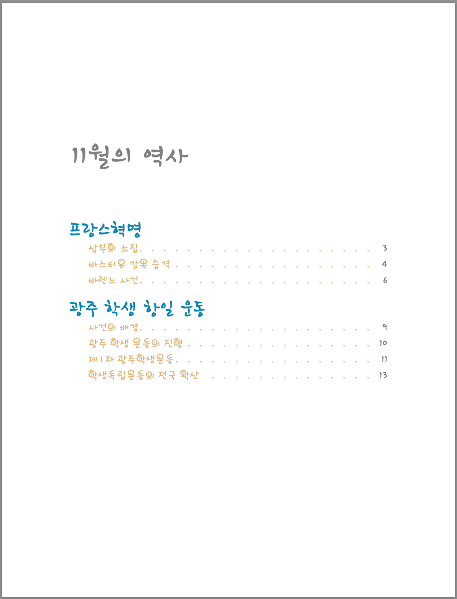 11월의 역사
프랑스혁명
삼부회 소집 . . . . . . . . . . . . . . . . . . . . 3
바스티유 감옥 습격 . . . . . . . . . . . . . . . . . 4
바렌느 사건 . . . . . . . . . . . . . . . . . . . . 6
광주 학생 항일 운동
사건의 배경 . . . . . . . . . . . . . . . . . . . . 9
광주 학생 운동의 진행 . . . . . . . . . . . . . . . . 10
제1차 광주학생운동 . . . . . . . . . . . . . . . . . 11
학생독립운동의 전국 확산 . . . . . . . . . . . . . . 13